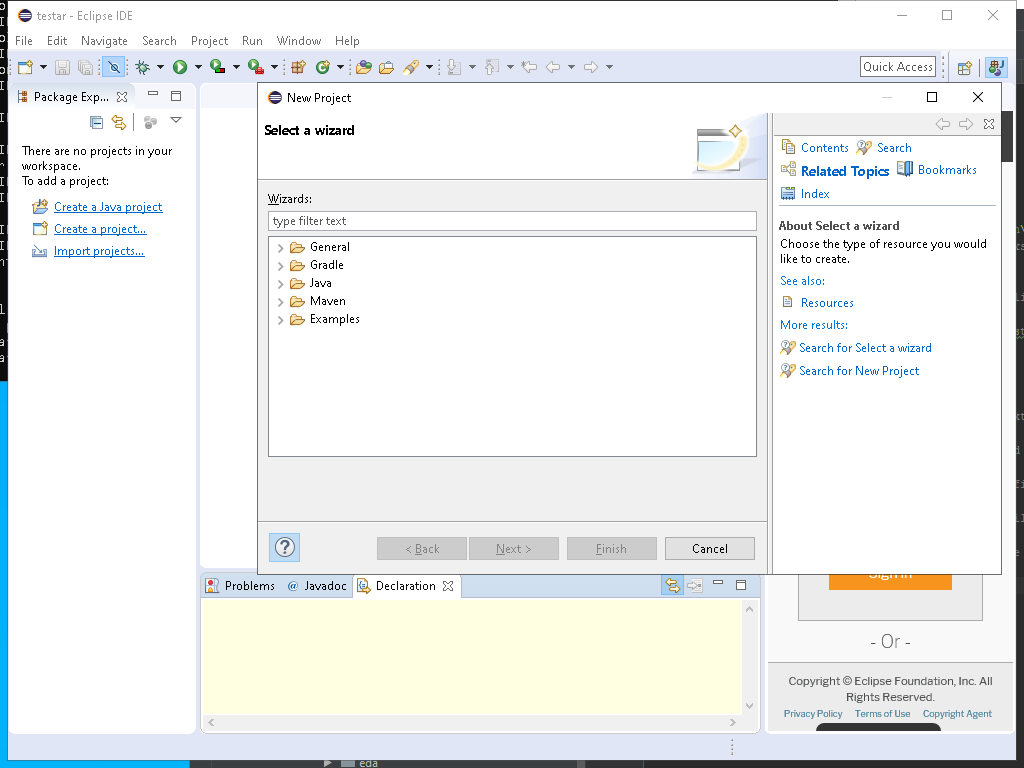 testar - Eclipse IDE
File Edit Navigate Search Project Run Window Help
Quick Access
Package Exp...
There are no projects in your
workspace.
To add a project:
Create a Java project
Create a project...
Import projects...
New Project
Select a wizard
Wizards:
type filter text
General
Gradle
Java
Maven
Examples
< Back Next > Finish Cancel
Contents Search
Related Topics Bookmarks
Index
About Select a wizard
Choose the type of resource you would
like to create.
See also:
Resources
More results:
Search for Select a wizard
Search for New Project
Problems @ Javadoc Declaration
Sign in
- Or -
Copyright © Eclipse Foundation, Inc. All
Rights Reserved.
Privacy Policy Terms of Use Copyright Agent
eda